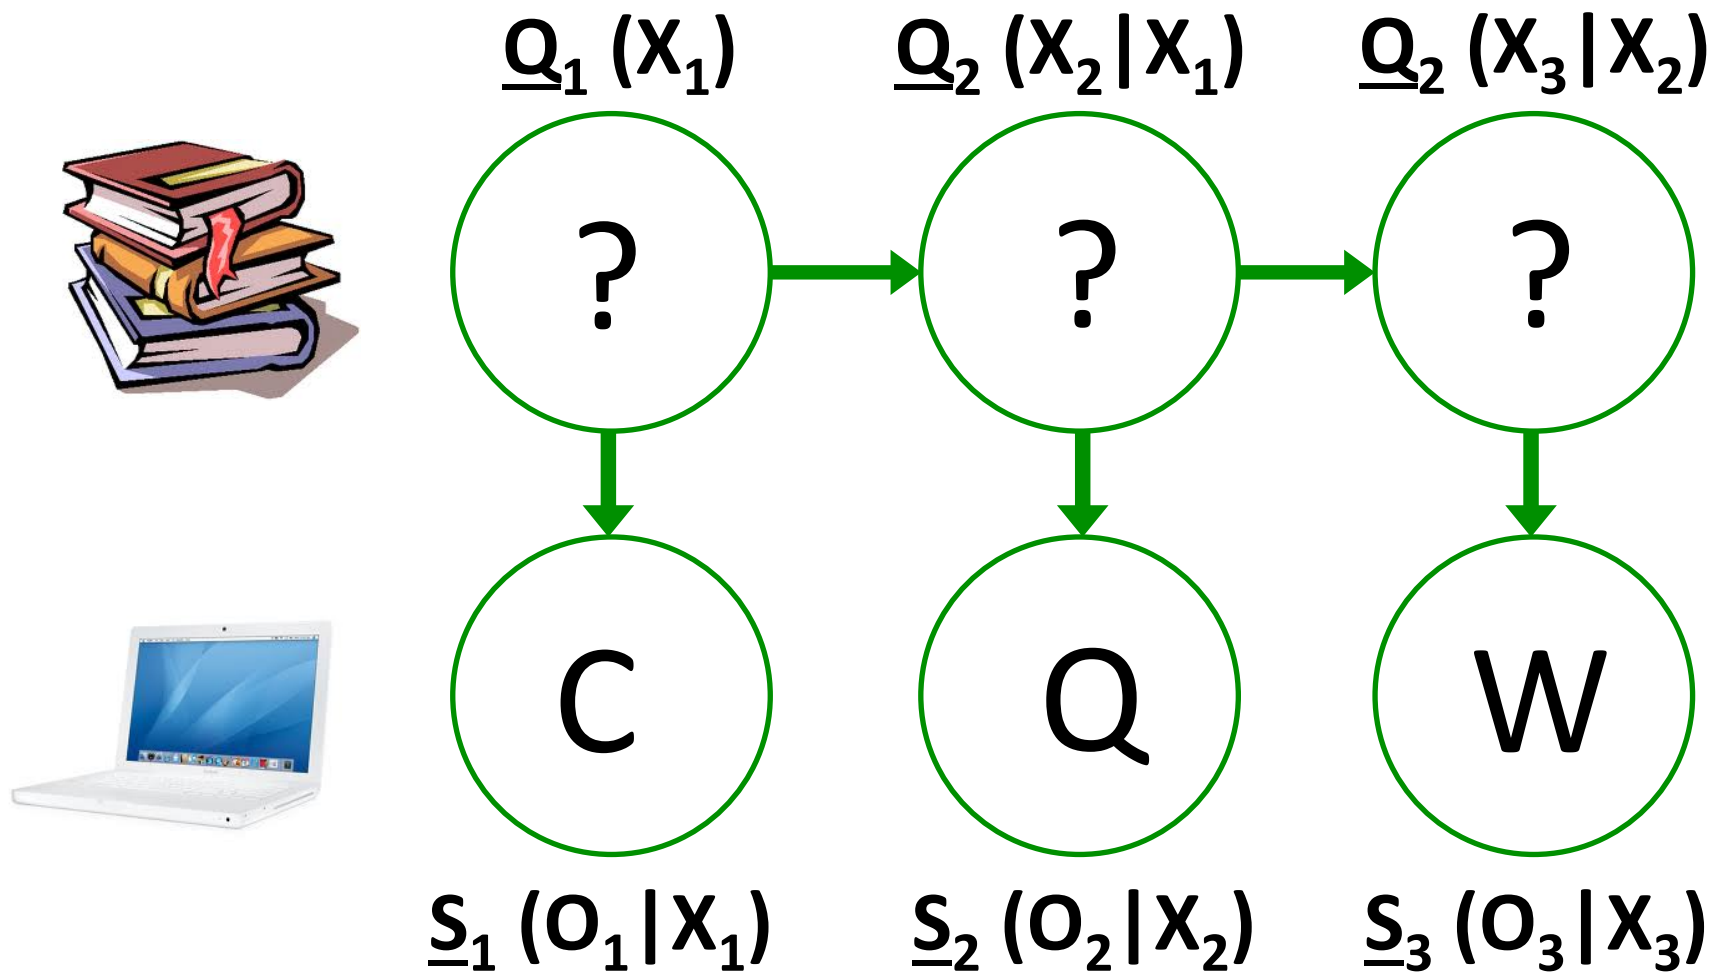 Q₁ (X₁) Q₂ (X₂|X₁) Q₂ (X₃|X₂)
? ? ?
C Q W
S₁ (O₁|X₁) S₂ (O₂|X₂) S₃ (O₃|X₃)